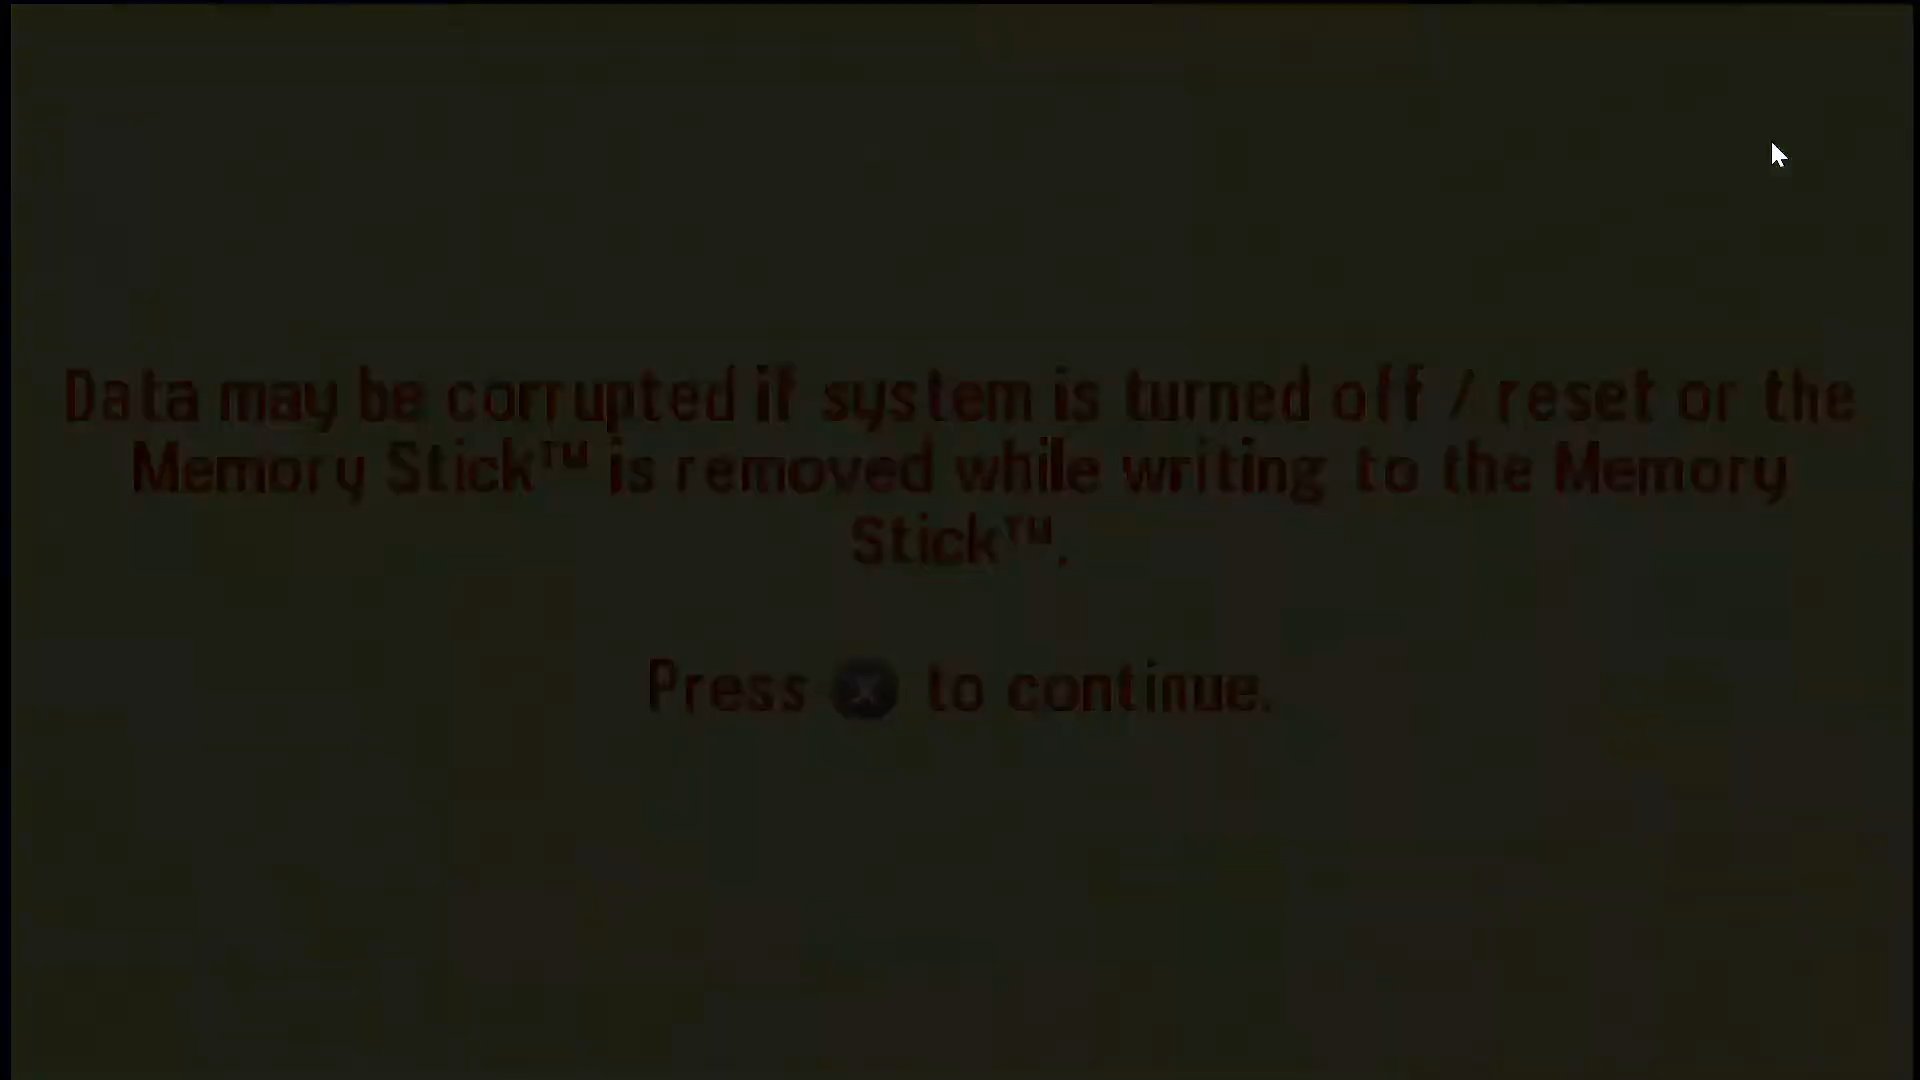 Data may be corrupted if system is turned off / reset or the
Memory Stick™ is removed while writing to the Memory
Stick™.
Press X to continue.